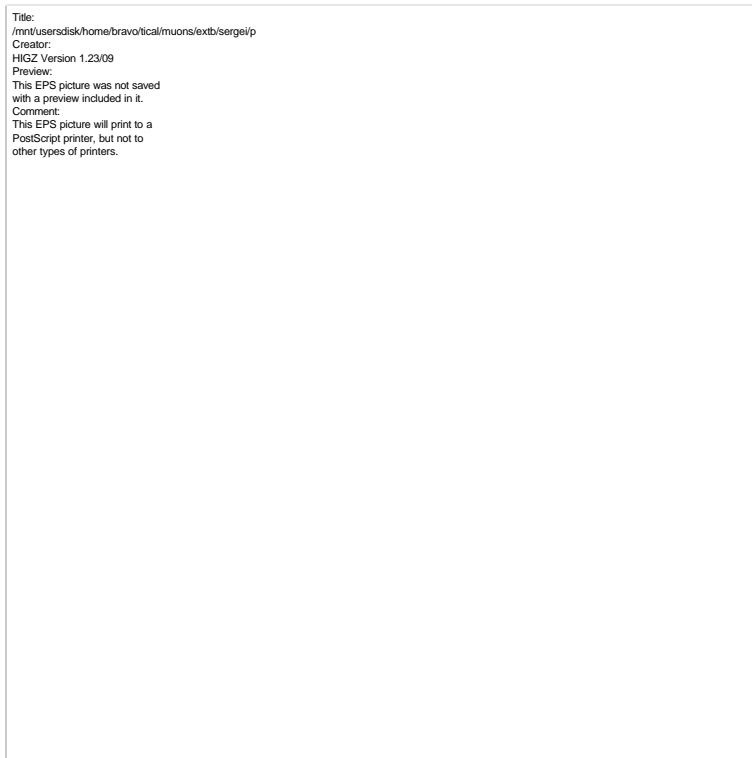 Title:
/mnt/usersdisk/home/bravo/tical/muons/extb/sergei/p
Creator:
HIGZ Version 1.23/09
Preview:
This EPS picture was not saved
with a preview included in it.
Comment:
This EPS picture will print to a
PostScript printer, but not to
other types of printers.